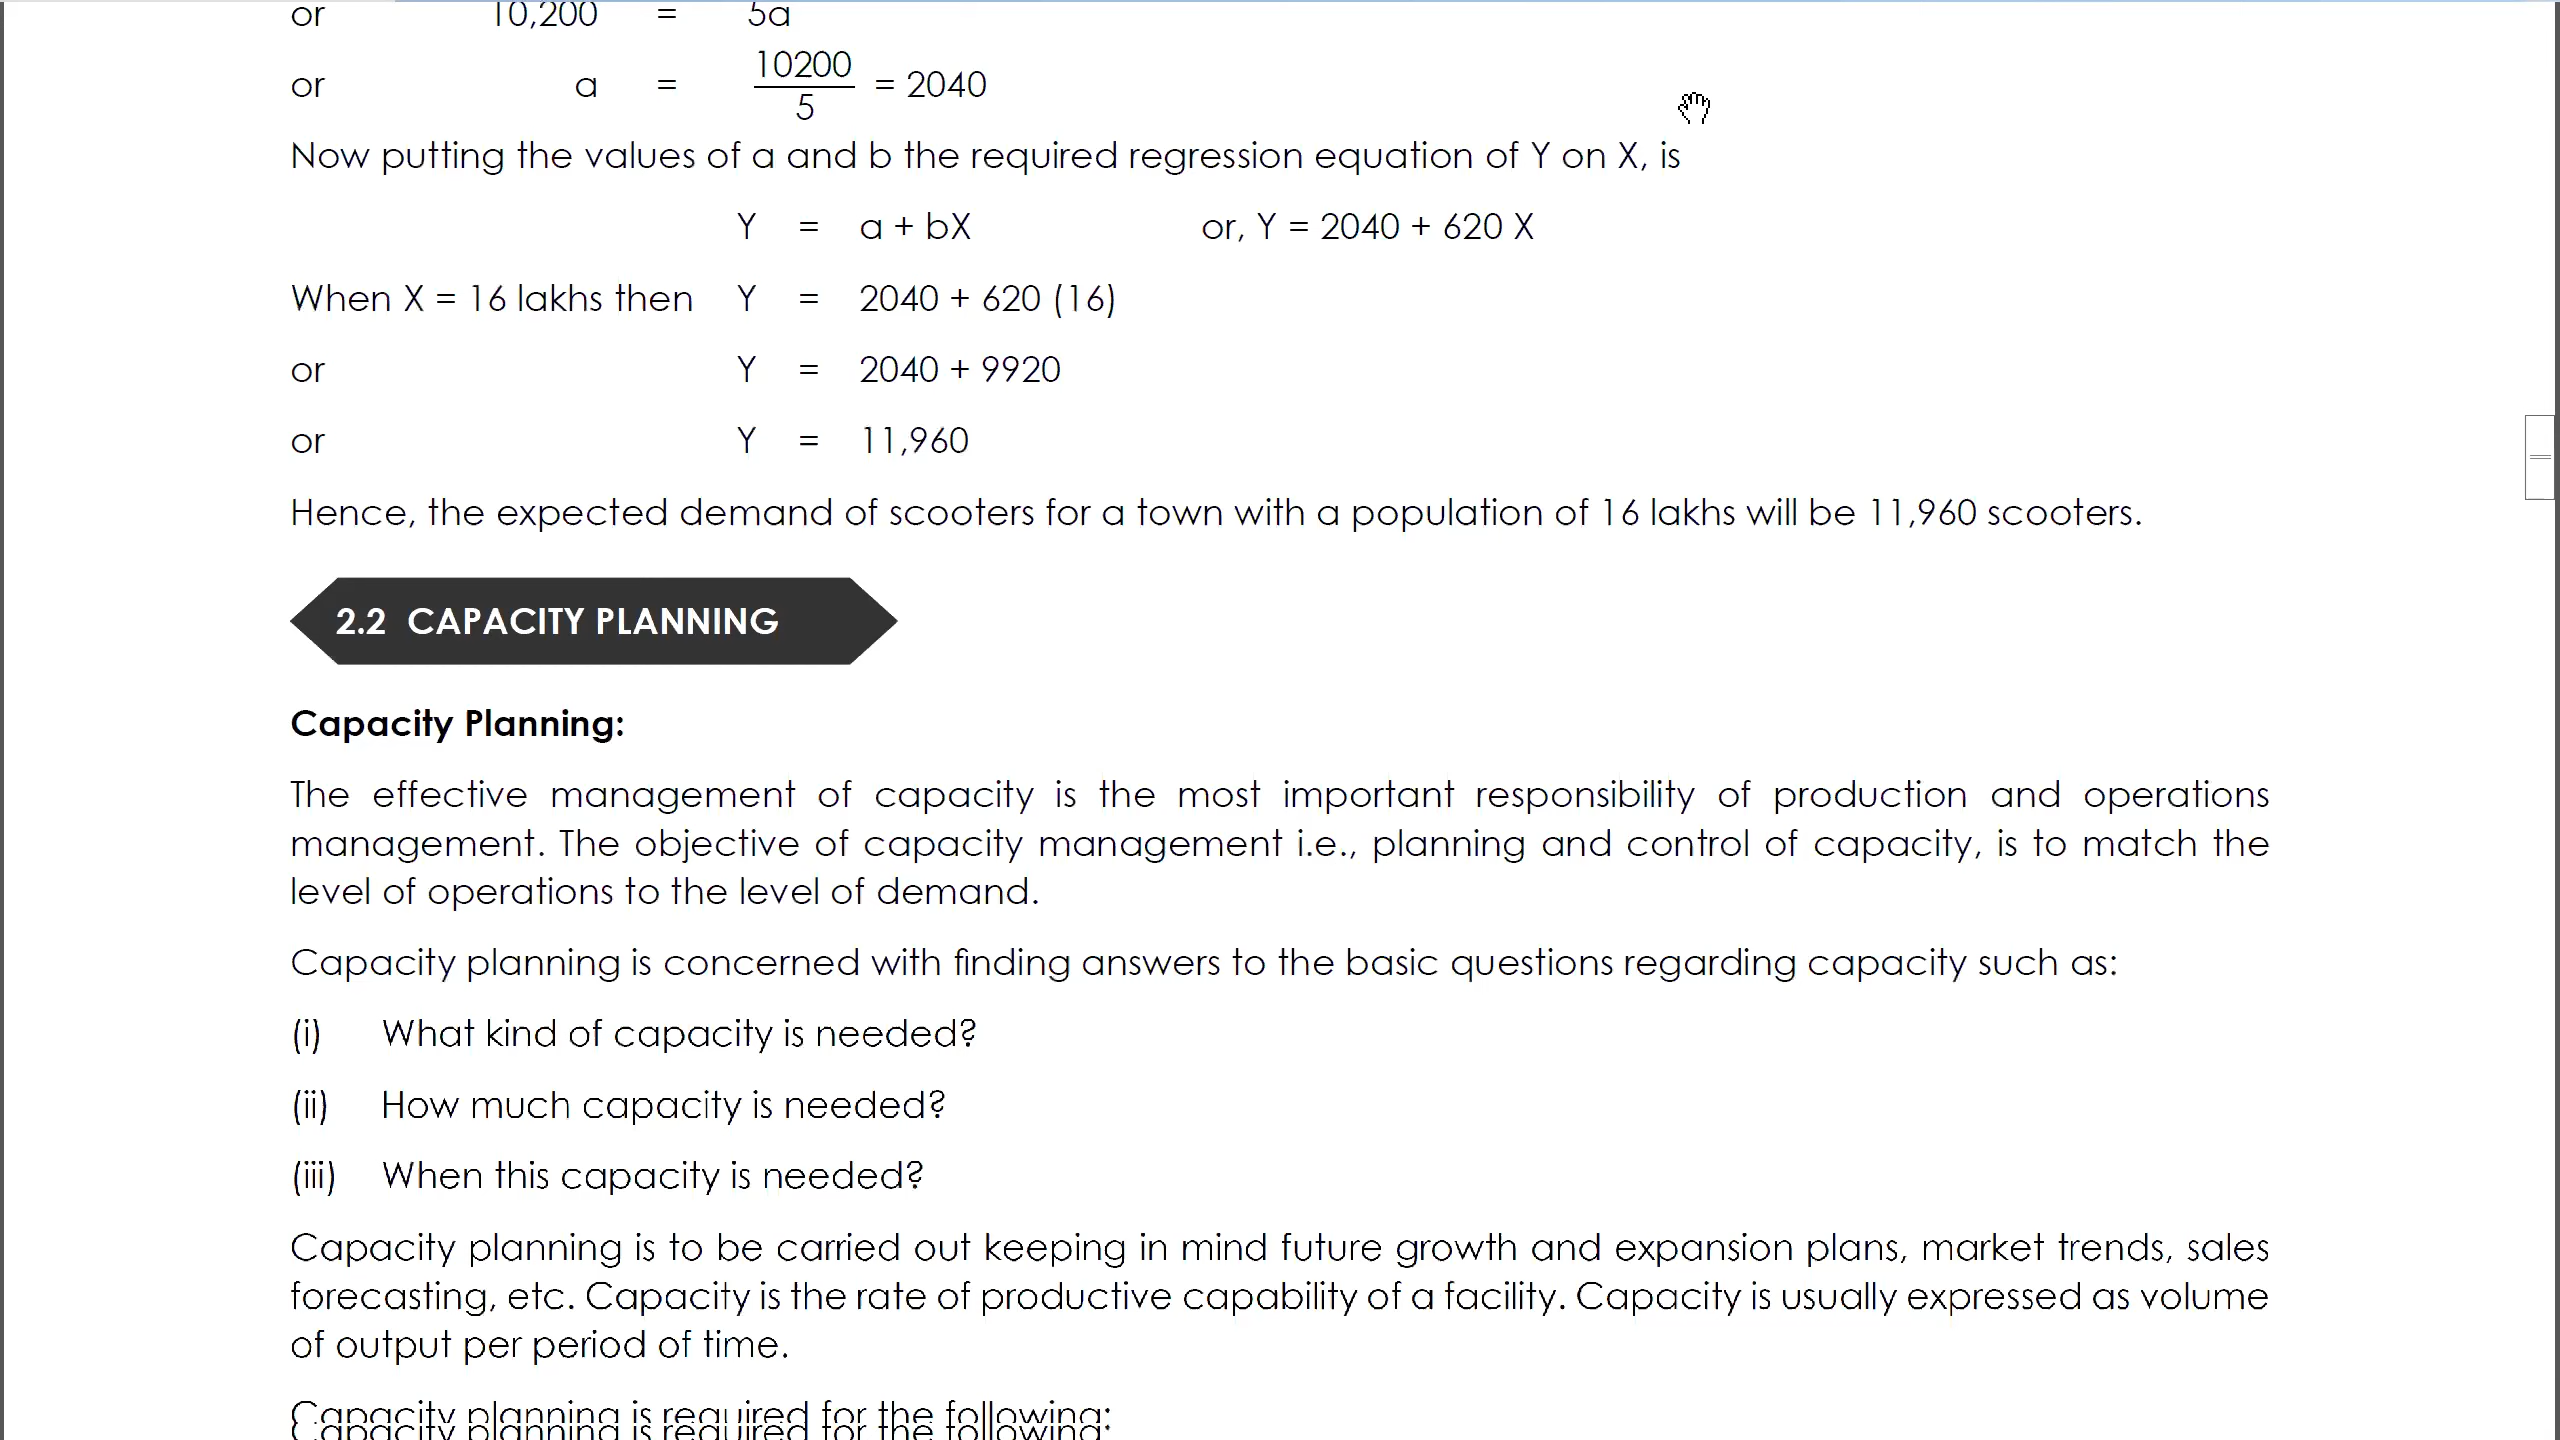 or 10,200 = 5a
or a = 10200/5 = 2040
Now putting the values of a and b the required regression equation of Y on X, is
Y = a + bX or, Y = 2040 + 620 X
When X = 16 lakhs then Y = 2040 + 620 (16)
or Y = 2040 + 9920
or Y = 11,960
Hence, the expected demand of scooters for a town with a population of 16 lakhs will be 11,960 scooters.
2.2 CAPACITY PLANNING
Capacity Planning:
The effective management of capacity is the most important responsibility of production and operations
management. The objective of capacity management i.e., planning and control of capacity, is to match the
level of operations to the level of demand.
Capacity planning is concerned with finding answers to the basic questions regarding capacity such as:
(i) What kind of capacity is needed?
(ii) How much capacity is needed?
(iii) When this capacity is needed?
Capacity planning is to be carried out keeping in mind future growth and expansion plans, market trends, sales
forecasting, etc. Capacity is the rate of productive capability of a facility. Capacity is usually expressed as volume
of output per period of time.
Capacity planning is required for the following: